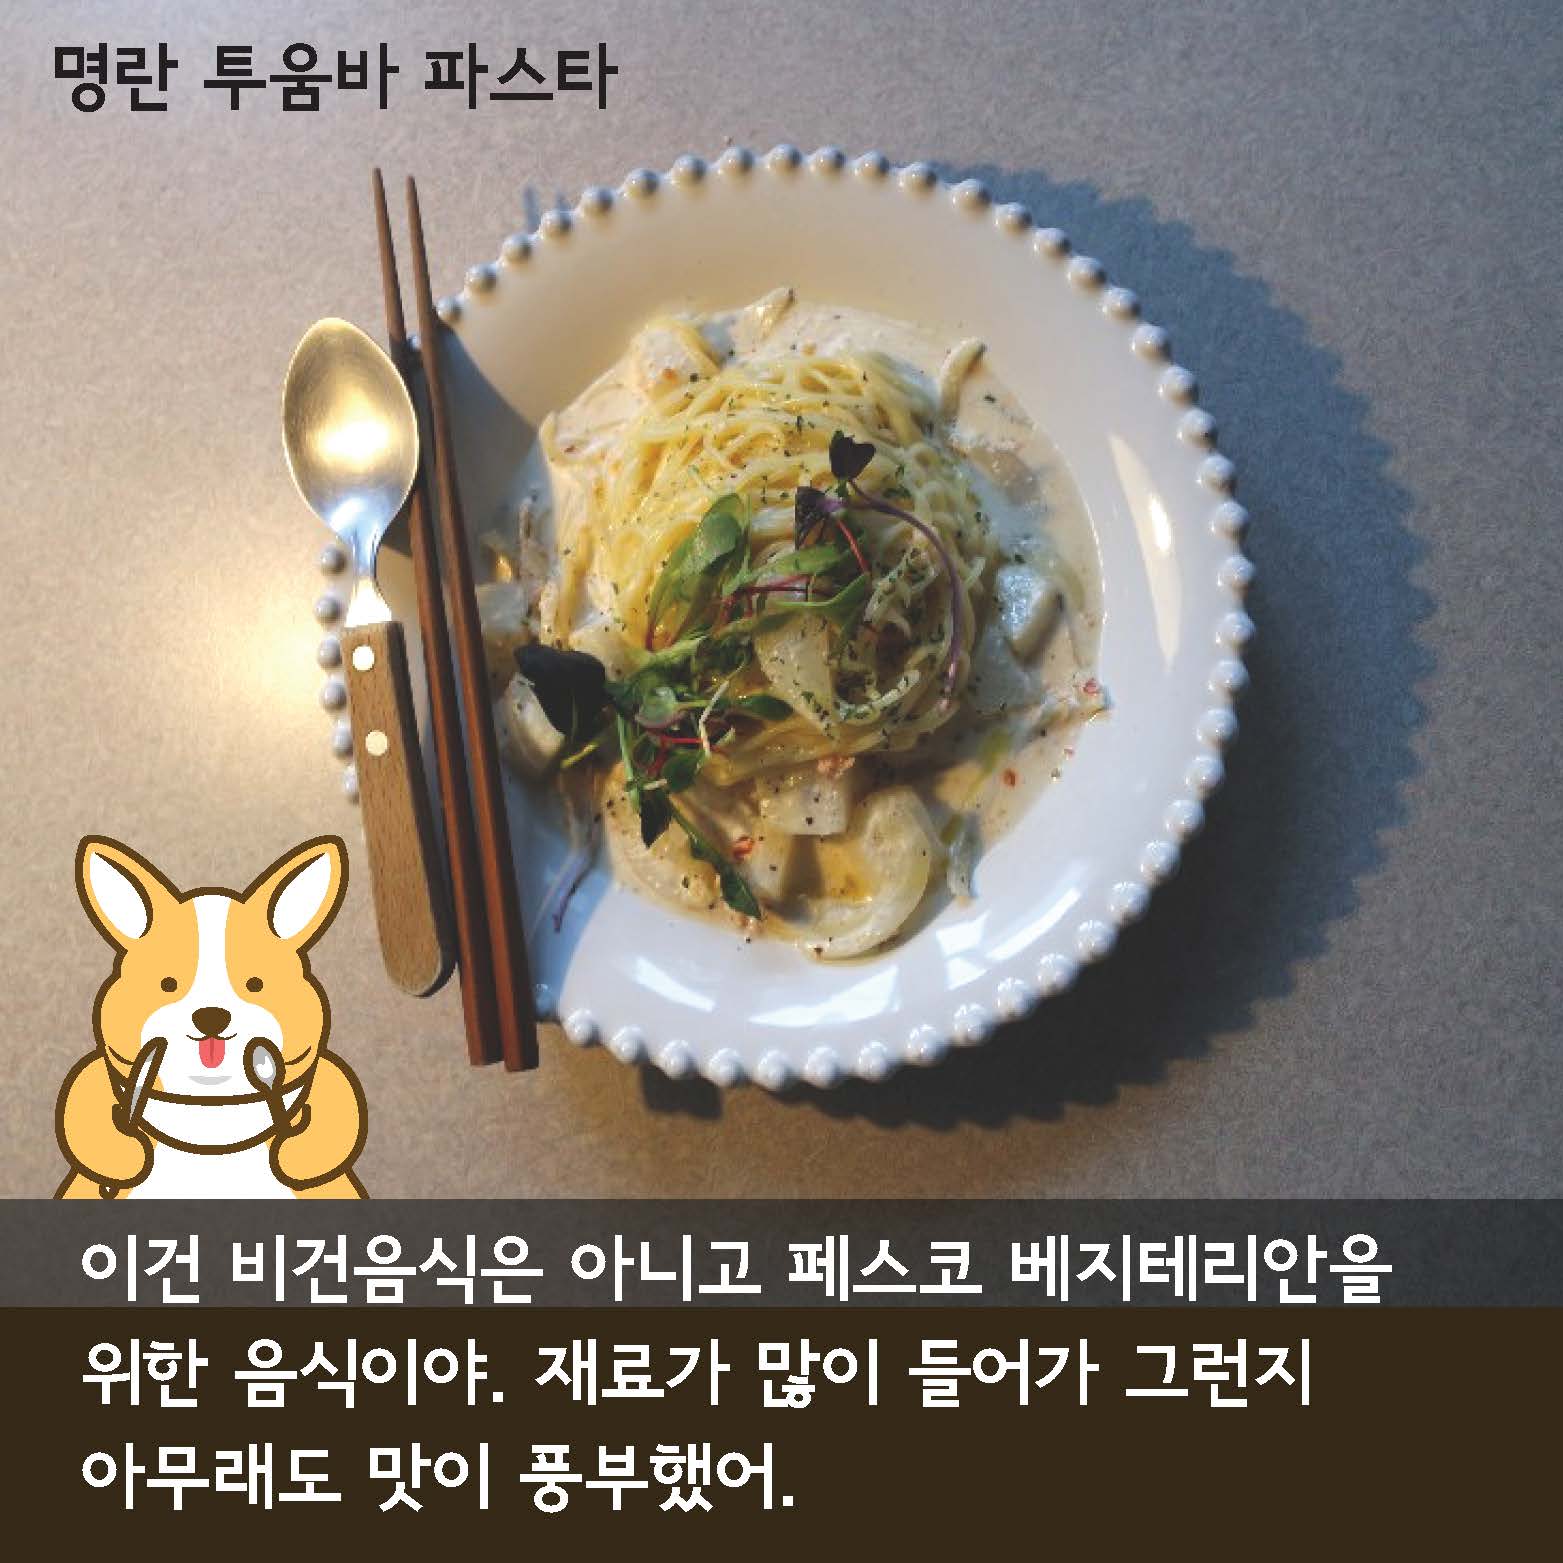 명란 투움바 파스타
이건 비건음식은 아니고 페스코 베지테리안을
위한 음식이야. 재료가 많이 들어가 그런지
아무래도 맛이 풍부했어.